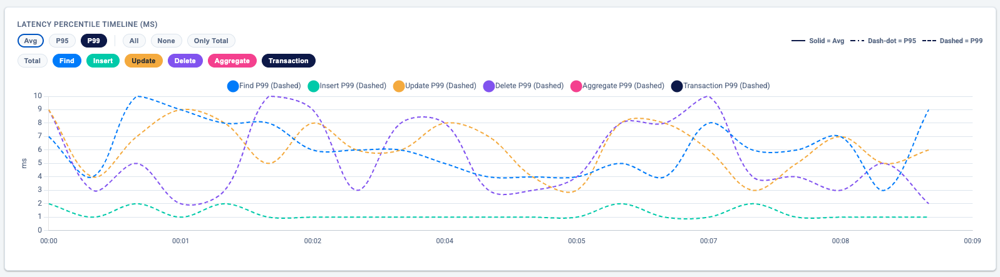 LATENCY PERCENTILE TIMELINE (MS)
Avg P95 P99 All None Only Total
Solid = Avg Dash-dot = P95 Dashed = P99
Total Find Insert Update Delete Aggregate Transaction
Find P99 (Dashed) Insert P99 (Dashed) Update P99 (Dashed) Delete P99 (Dashed) Aggregate P99 (Dashed) Transaction P99 (Dashed)
10
9
8
7
6
5
4
3
2
1
0
ms
00:00 00:01 00:02 00:04 00:05 00:07 00:08 00:09